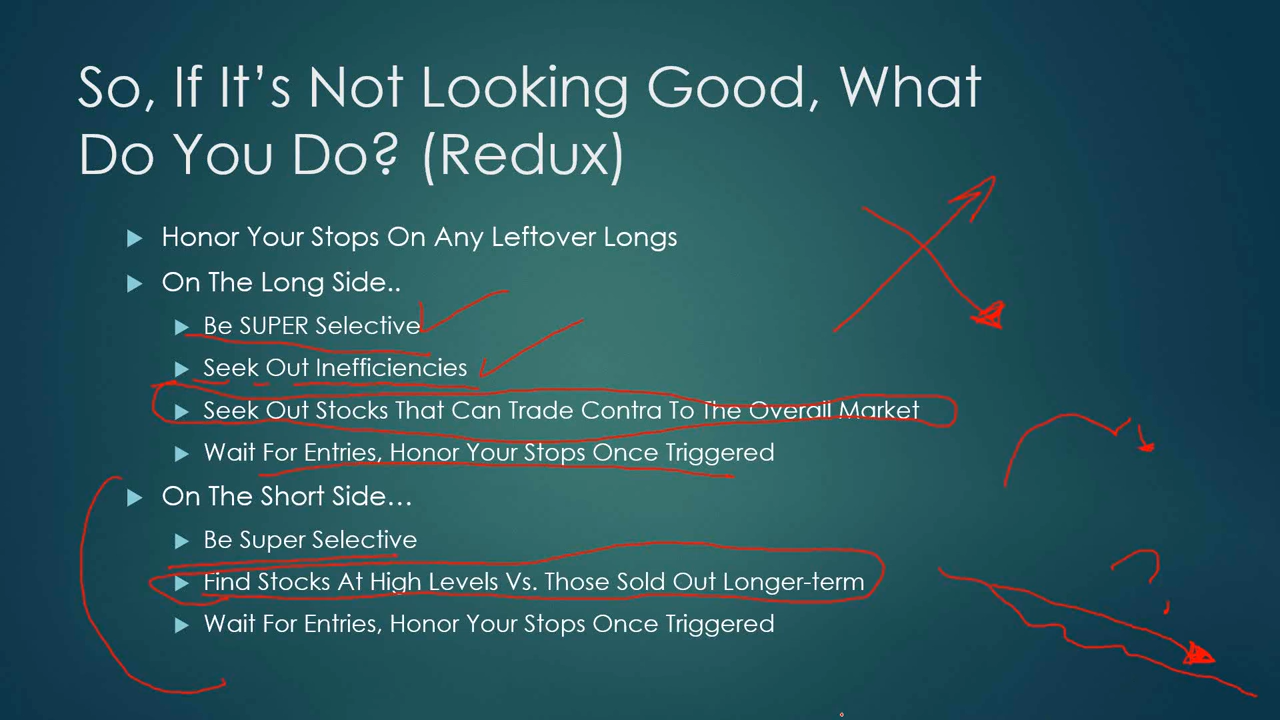 So, If It's Not Looking Good, What
Do You Do? (Redux)
Honor Your Stops On Any Leftover Longs
On The Long Side..
Be SUPER Selective
Seek Out Inefficiencies
Seek Out Stocks That Can Trade Contra To The Overall Market
Wait For Entries, Honor Your Stops Once Triggered
On The Short Side...
Be Super Selective
Find Stocks At High Levels Vs. Those Sold Out Longer-term
Wait For Entries, Honor Your Stops Once Triggered